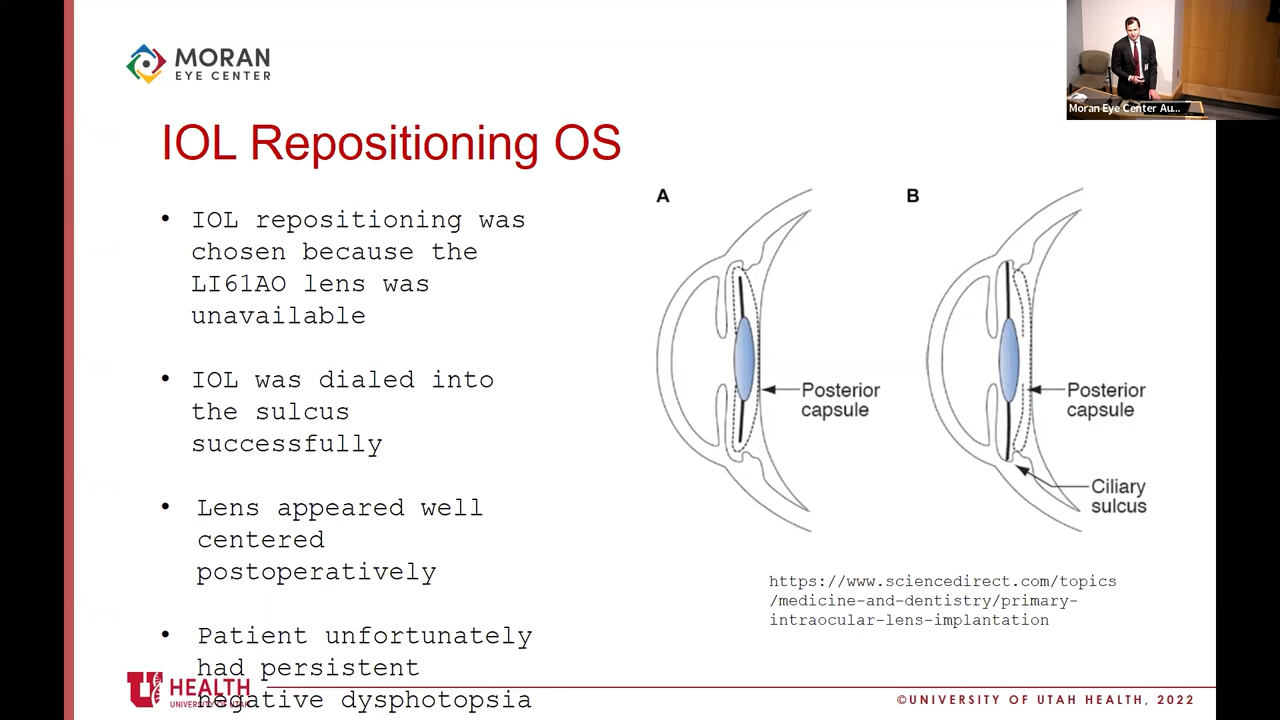 MORAN
EYE CENTER
Moran Eye Center Au...
IOL Repositioning OS
• IOL repositioning was
chosen because the
LI61AO lens was
unavailable
• IOL was dialed into
the sulcus
successfully
• Lens appeared well
centered
postoperatively
• Patient unfortunately
had persistent
negative dysphotopsia
A
B
Posterior
capsule
Posterior
capsule
Ciliary
sulcus
https://www.sciencedirect.com/topics
/medicine-and-dentistry/primary-
intraocular-lens-implantation
U HEALTH
UNIVERSITY OF UTAH
©UNIVERSITY OF UTAH HEALTH, 2022